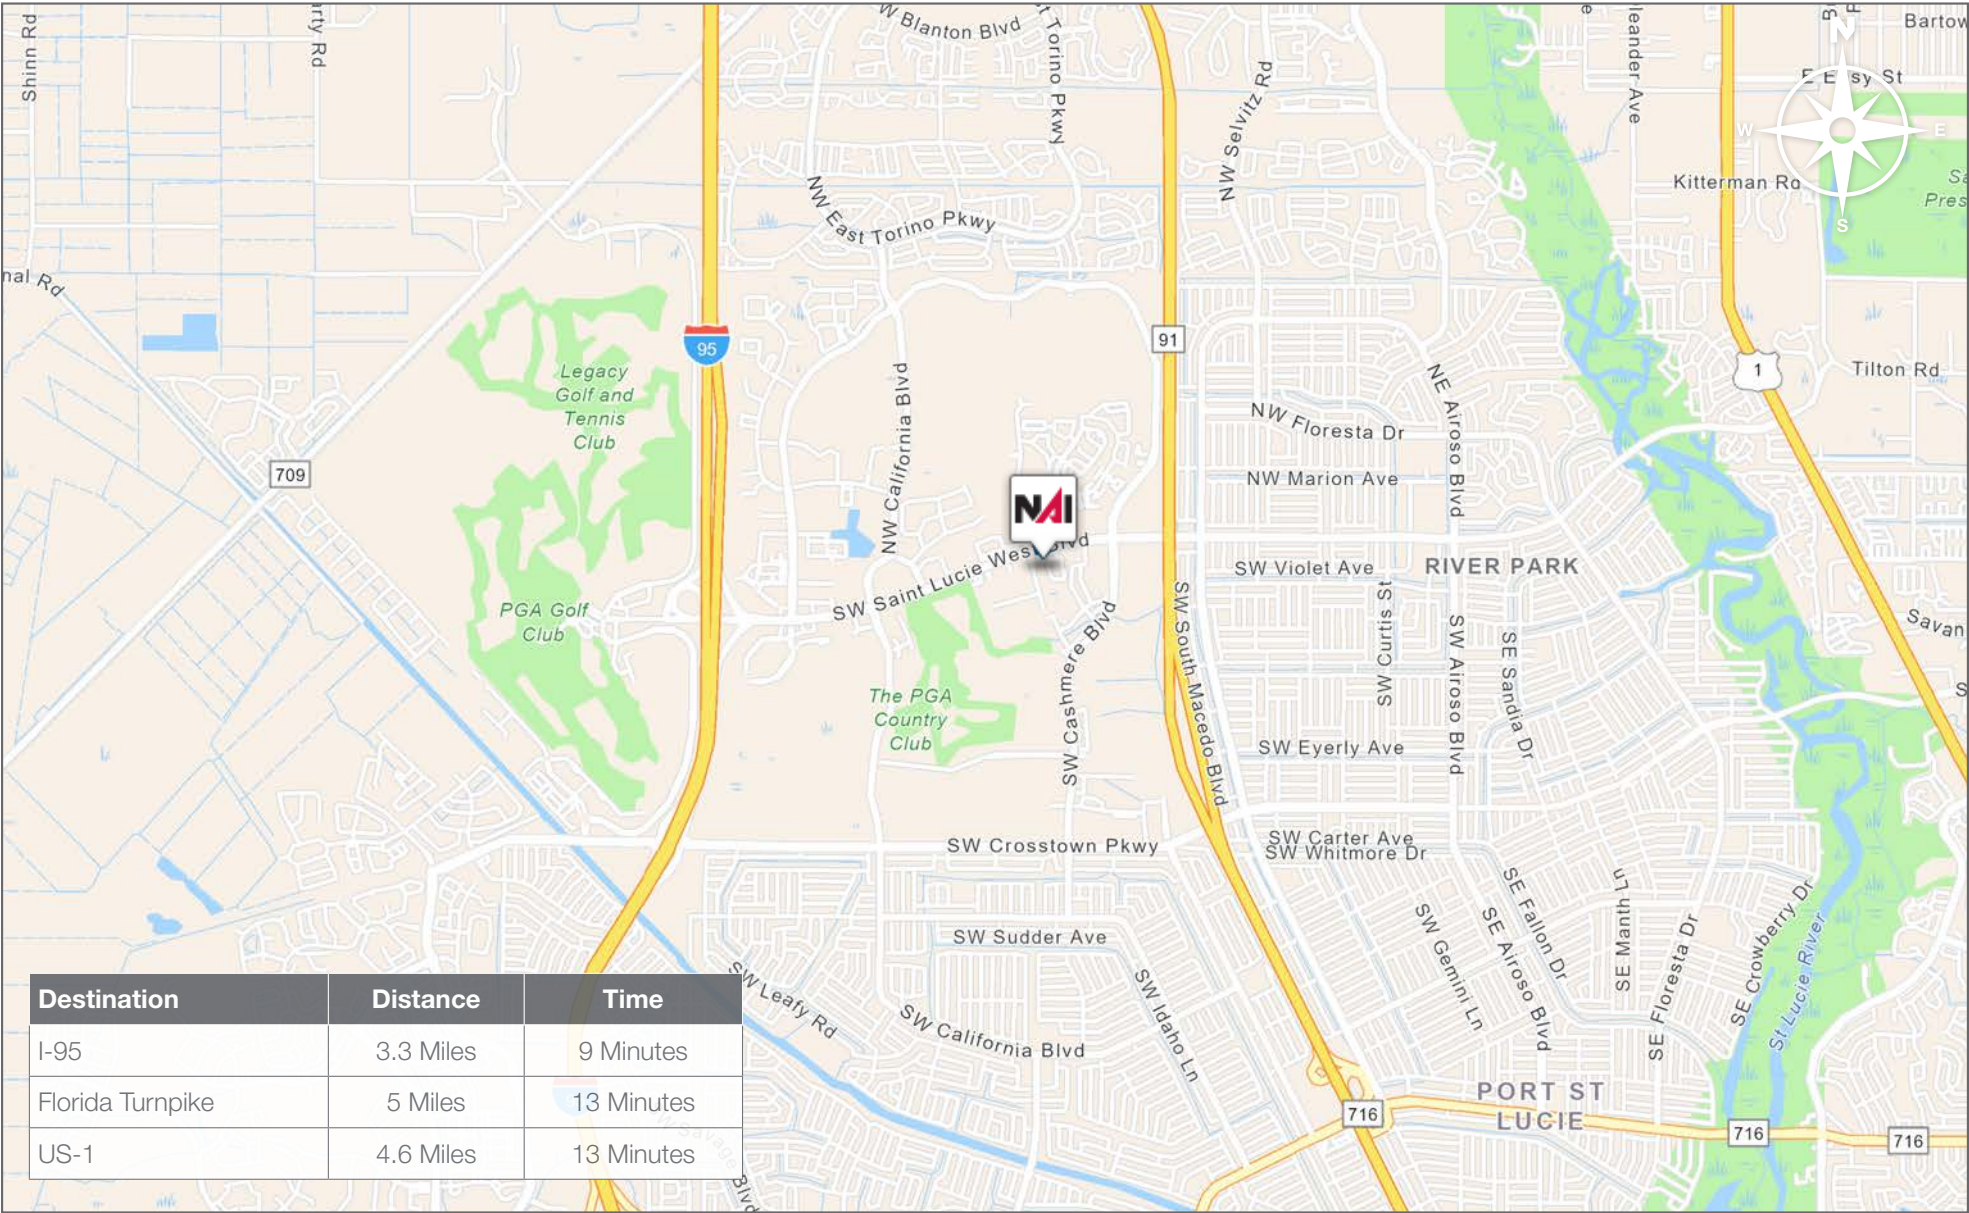 Shinn Rd
arty Rd
W Blanton Blvd
t Torino Pkwy
NW Selvitz Rd
leander Ave
Bartow
N
E Easy St
W
E
S
Kitterman Rd
Sa
Pres
NW East Torino Pkwy
nal Rd
95
91
1
Tilton Rd
Legacy
Golf and
Tennis
Club
NW California Blvd
NE Airoso Blvd
NW Floresta Dr
709
NW Marion Ave
NAI
SW Saint Lucie West Blvd
SW Violet Ave
RIVER PARK
PGA Golf
Club
SW Cashmere Blvd
SW South Macedo Blvd
SW Curtis St
SW Airoso Blvd
SE Sandia Dr
Savan
S
The PGA
Country
Club
SW Eyerly Ave
SW Crosstown Pkwy
SW Carter Ave
SW Whitmore Dr
SW Sudder Ave
SW Leafy Rd
SW California Blvd
SW Idaho Ln
SW Gemini Ln
SE Airoso Blvd
SE Fallon Dr
SE Manth Ln
SE Floresta Dr
SE Crowberry Dr
St Lucie River
Destination Distance Time
I-95 3.3 Miles 9 Minutes
Florida Turnpike 5 Miles 13 Minutes
US-1 4.6 Miles 13 Minutes
Savage Blvd
PORT ST
LUCIE
716
716
716